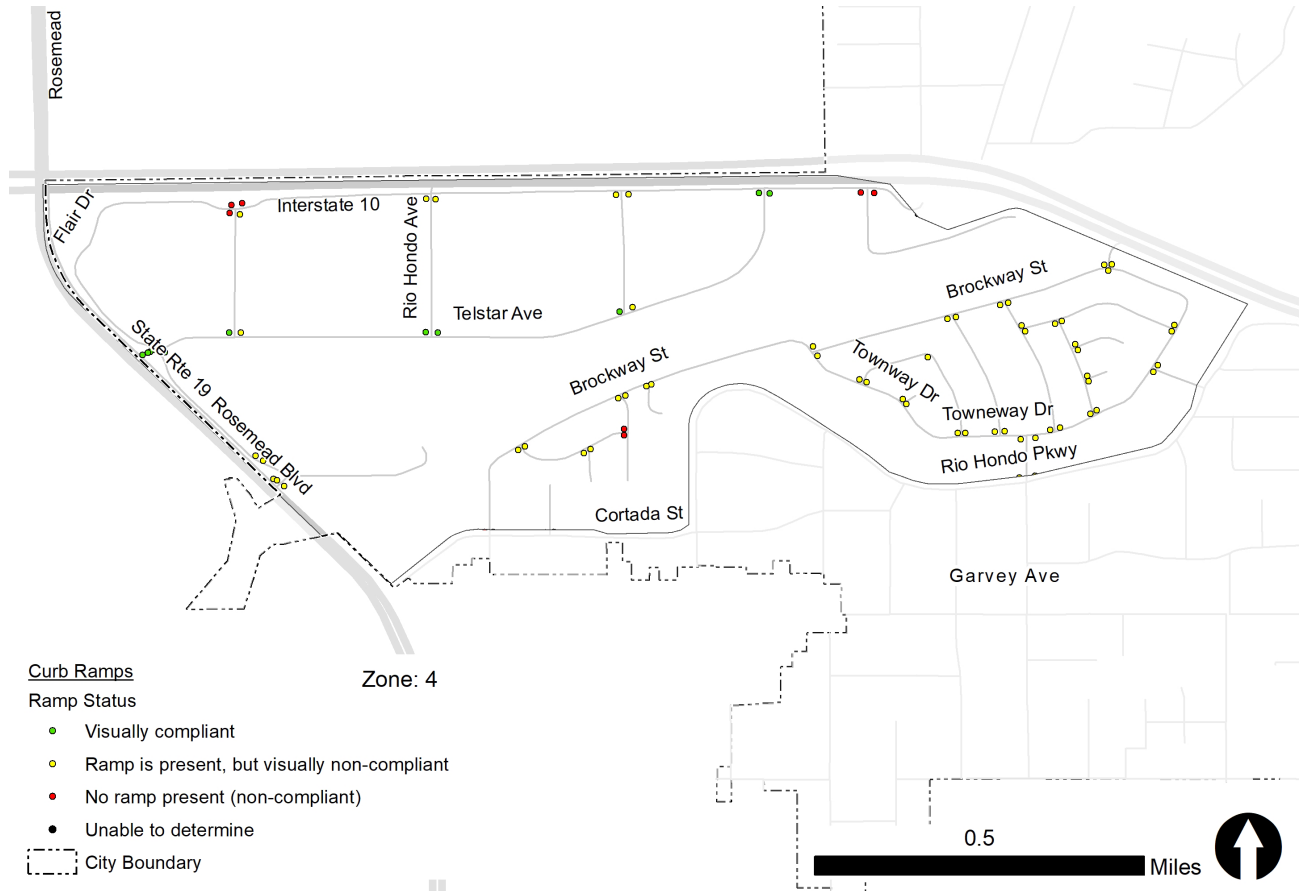 Rosemead
Flair Dr
Interstate 10
Rio Hondo Ave
Telstar Ave
Brockway St
State Rte 19
Rosemead Blvd
Brockway St
Townway Dr
Towneway Dr
Rio Hondo Pkwy
Cortada St
Garvey Ave
Zone: 4
Curb Ramps
Ramp Status
Visually compliant
Ramp is present, but visually non-compliant
No ramp present (non-compliant)
Unable to determine
City Boundary
0.5
Miles